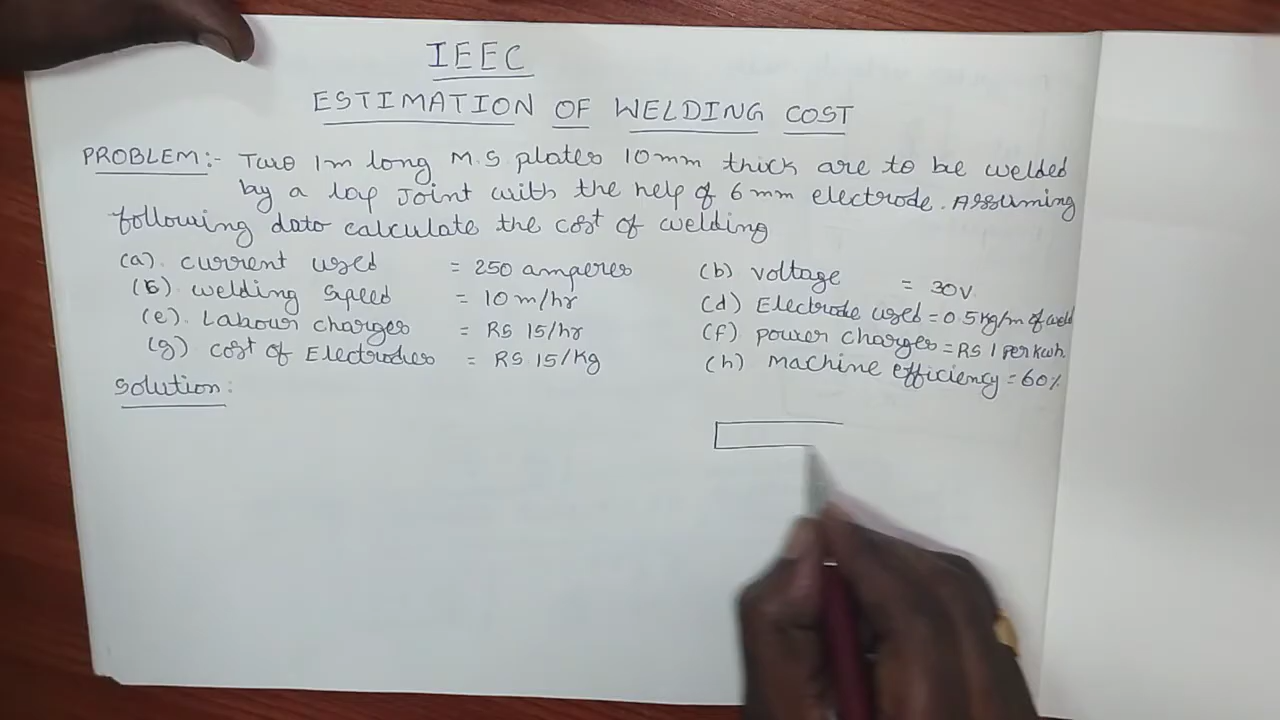 IEEC
ESTIMATION OF WELDING COST
PROBLEM:- Two 1m long M.S plates 10mm thick are to be welded
by a lap Joint with the help of 6mm electrode. Assuming
following data calculate the cost of welding
(a). current used = 250 amperes (b) voltage = 30V.
(c). welding speed = 10m/hr (d) Electrode used = 0.5kg/m of weld
(e). Labour charges = RS 15/hr (f) power charges = RS 1 per kwh.
(g) cost of Electrodes = RS 15/kg (h) machine efficiency = 60%
Solution: